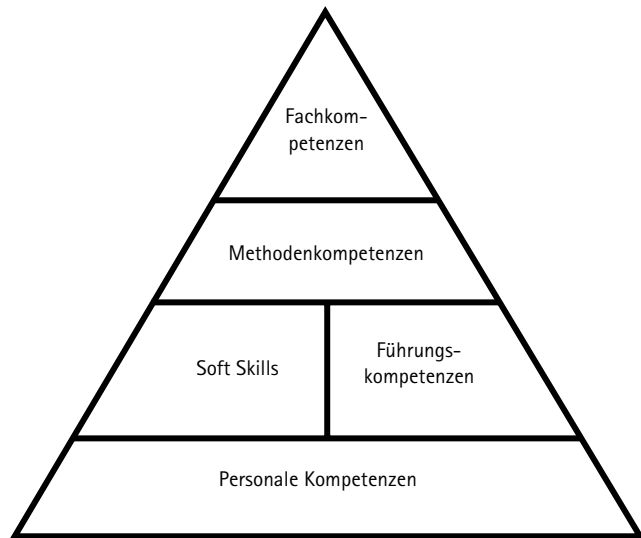 Fachkom-
petenzen
Methodenkompetenzen
Soft Skills
Führungs-
kompetenzen
Personale Kompetenzen